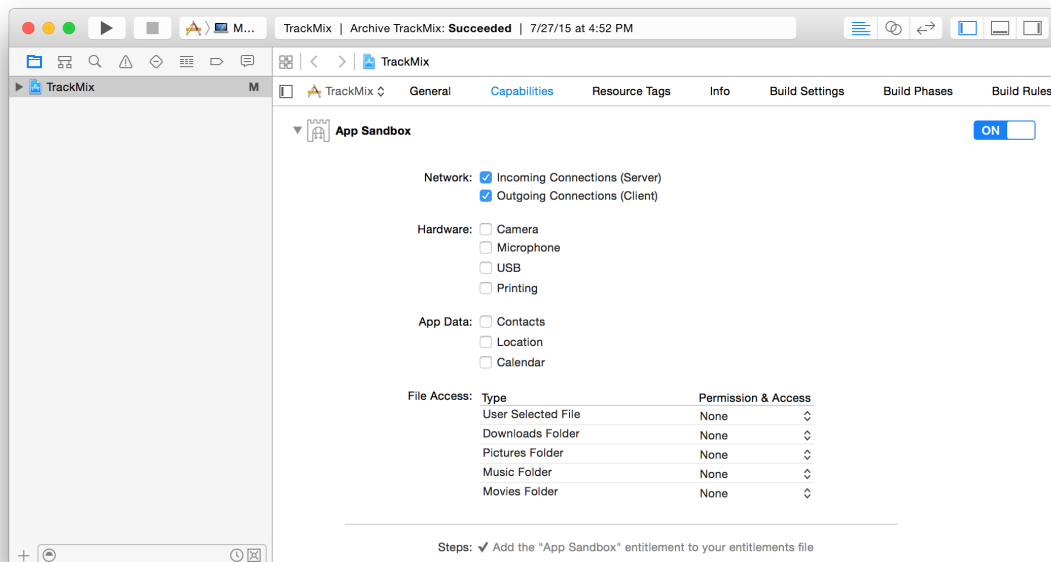 M... TrackMix | Archive TrackMix: Succeeded | 7/27/15 at 4:52 PM
TrackMix
TrackMix M
TrackMix General Capabilities Resource Tags Info Build Settings Build Phases Build Rules
App Sandbox ON
Network: Incoming Connections (Server)
Outgoing Connections (Client)
Hardware: Camera
Microphone
USB
Printing
App Data: Contacts
Location
Calendar
File Access: Type Permission & Access
User Selected File None
Downloads Folder None
Pictures Folder None
Music Folder None
Movies Folder None
Steps: ✓ Add the "App Sandbox" entitlement to your entitlements file